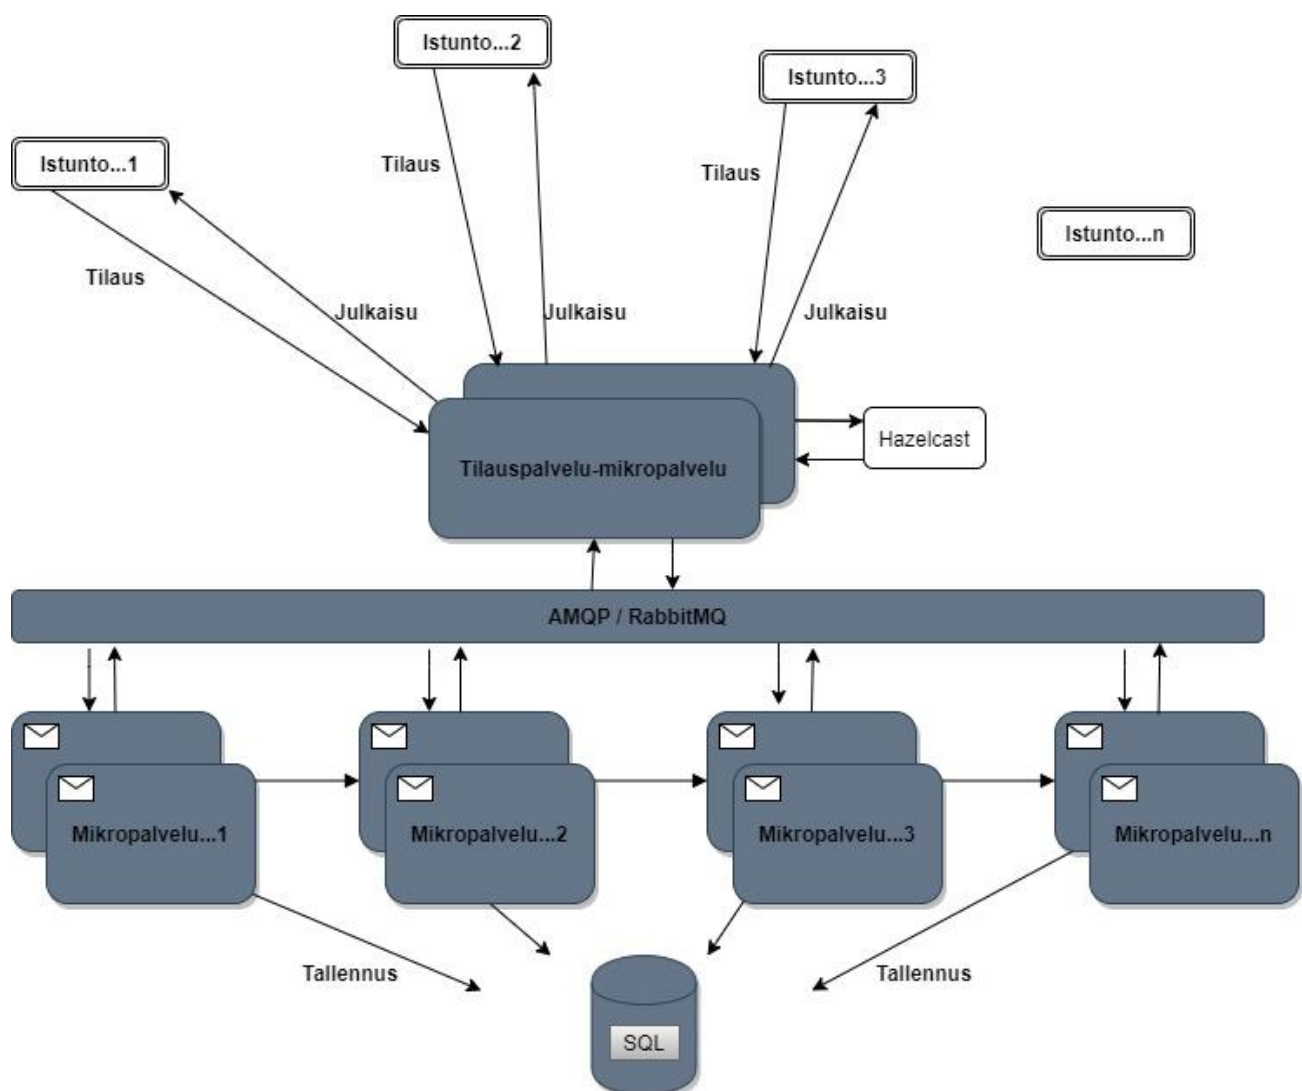 Istunto...2
Istunto...3
Istunto...1
Tilaus
Tilaus
Istunto...n
Tilaus
Julkaisu
Julkaisu
Julkaisu
Hazelcast
Tilauspalvelu-mikropalvelu
AMQP / RabbitMQ
Mikropalvelu...1
Mikropalvelu...2
Mikropalvelu...3
Mikropalvelu...n
Tallennus
Tallennus
SQL